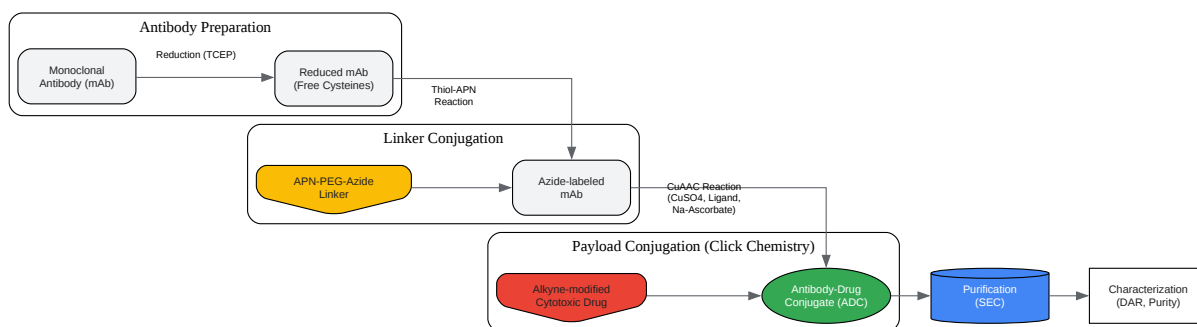 Antibody Preparation
Monoclonal
Antibody (mAb)
Reduction (TCEP)
Reduced mAb
(Free Cysteines)
Thiol-APN
Reaction
Linker Conjugation
APN-PEG-Azide
Linker
Azide-labeled
mAb
CuAAC Reaction
(CuSO4, Ligand,
Na-Ascorbate)
Payload Conjugation (Click Chemistry)
Alkyne-modified
Cytotoxic Drug
Antibody-Drug
Conjugate (ADC)
Purification
(SEC)
Characterization
(DAR, Purity)